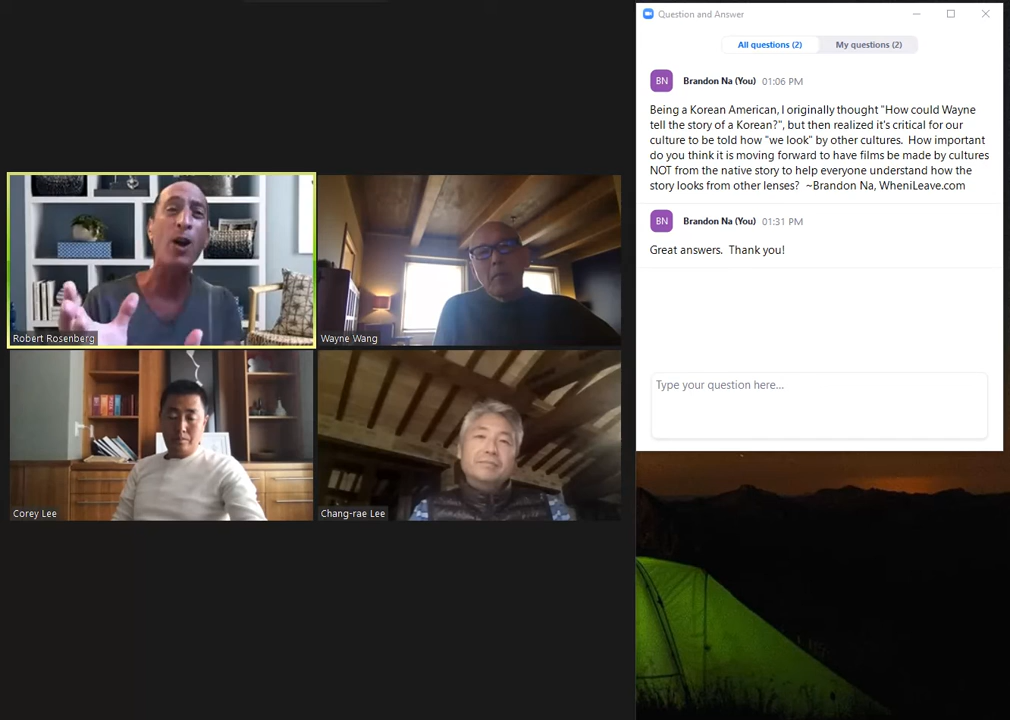 Question and Answer
All questions (2)
My questions (2)
BN
Brandon Na (You) 01:06 PM
Being a Korean American, I originally thought "How could Wayne
tell the story of a Korean?", but then realized it's critical for our
culture to be told how "we look" by other cultures. How important
do you think it is moving forward to have films be made by cultures
NOT from the native story to help everyone understand how the
story looks from other lenses? ~Brandon Na, WheniLeave.com
BN
Brandon Na (You) 01:31 PM
Great answers. Thank you!
Type your question here...
Robert Rosenberg
Wayne Wang
Corey Lee
Chang-rae Lee